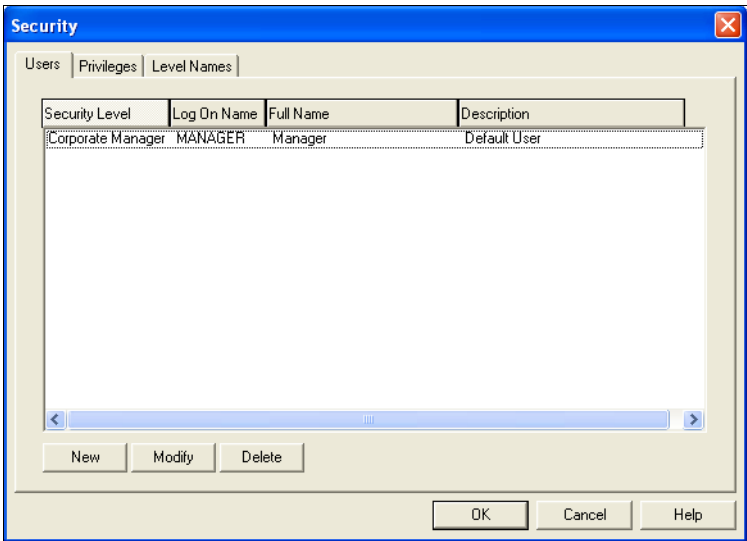 Security
Users Privileges Level Names
Security Level Log On Name Full Name Description
Corporate Manager MANAGER Manager Default User
New Modify Delete
OK Cancel Help